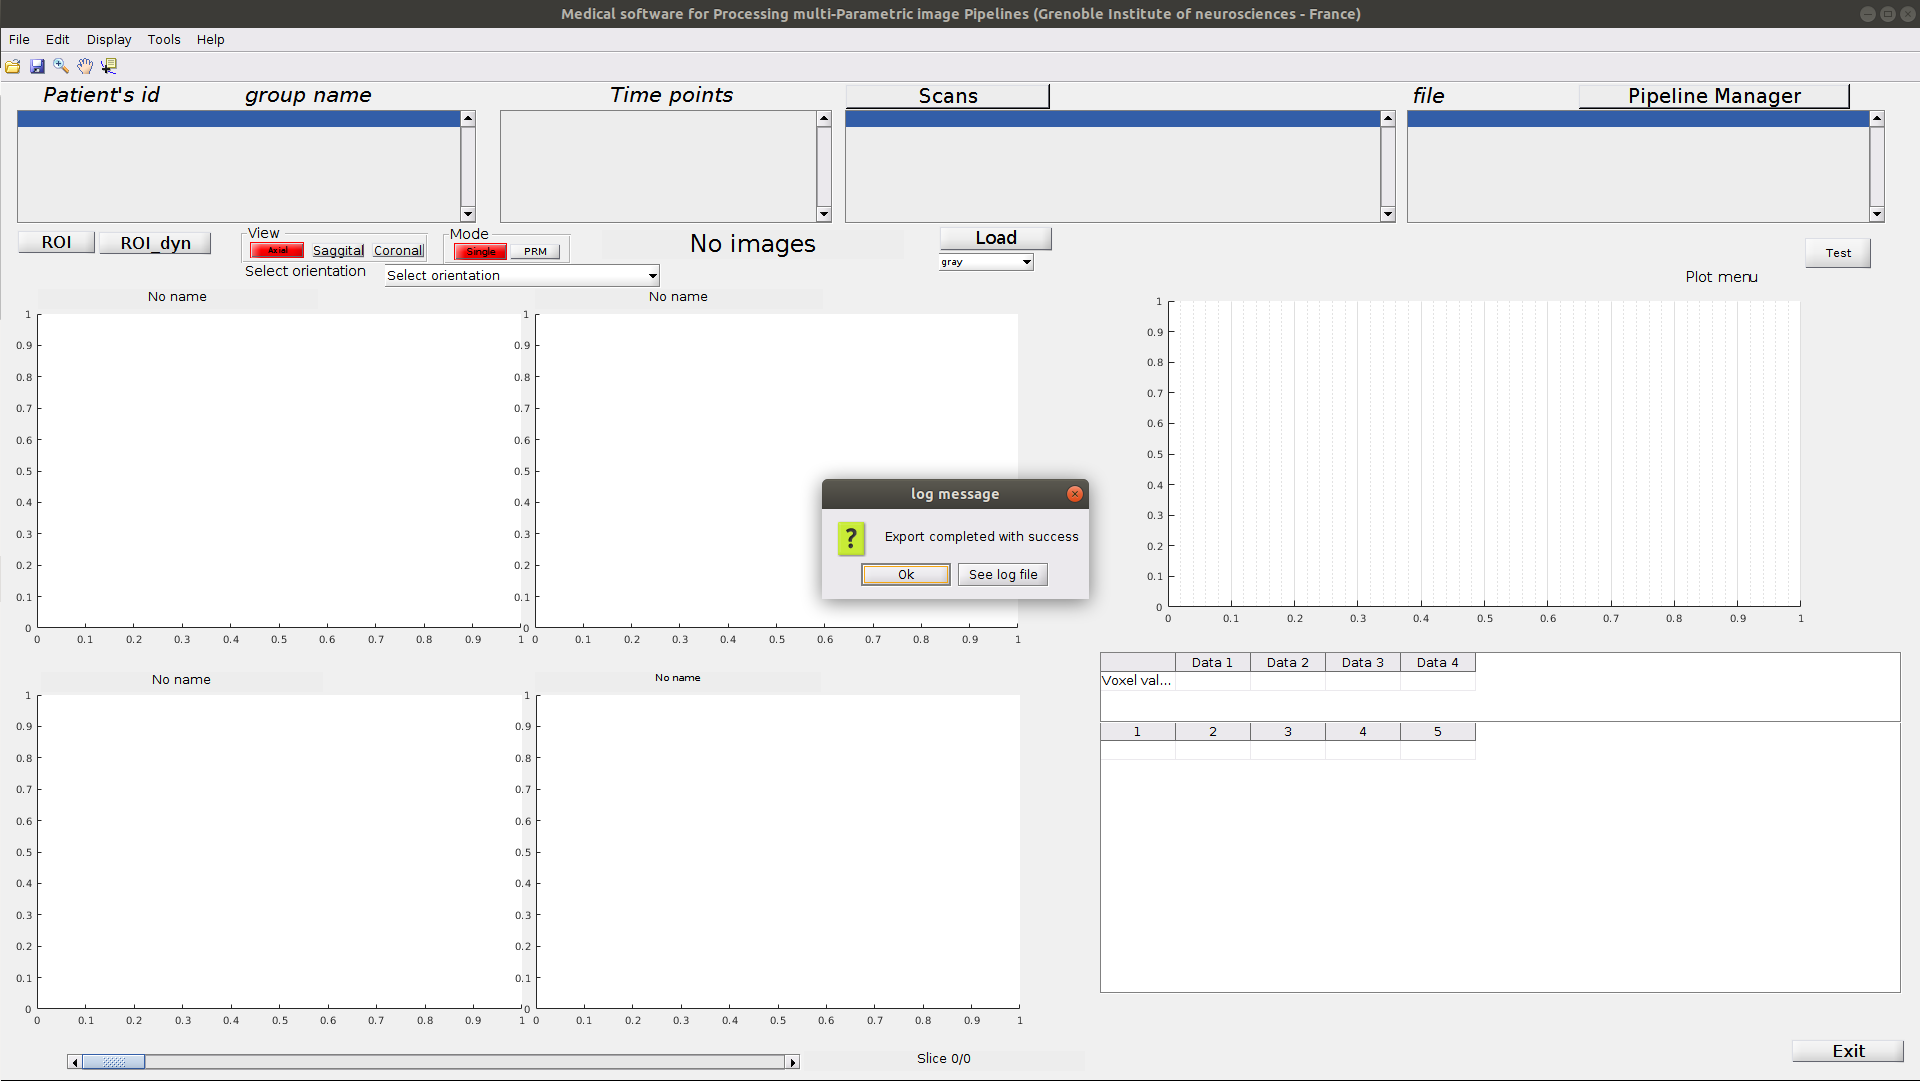 Medical software for Processing multi-Parametric image Pipelines (Grenoble Institute of neurosciences - France)
File Edit Display Tools Help
Patient's id group name Time points Scans file Pipeline Manager
ROI ROI_dyn View Axial Saggital Coronal Mode Single PRM No images Load
gray
Test
Select orientation Select orientation
Plot menu
No name No name
1
0.9
0.8
0.7
0.6
0.5
0.4
0.3
0.2
0.1
0
0 0.1 0.2 0.3 0.4 0.5 0.6 0.7 0.8 0.9 1
1
0.9
0.8
0.7
0.6
0.5
0.4
0.3
0.2
0.1
0
0 0.1 0.2 0.3 0.4 0.5 0.6 0.7 0.8 0.9 1
1
0.9
0.8
0.7
0.6
0.5
0.4
0.3
0.2
0.1
0
0 0.1 0.2 0.3 0.4 0.5 0.6 0.7 0.8 0.9 1
log message
? Export completed with success
Ok See log file
Data 1 Data 2 Data 3 Data 4
Voxel val...
1 2 3 4 5
No name No name
1
0.9
0.8
0.7
0.6
0.5
0.4
0.3
0.2
0.1
0
0 0.1 0.2 0.3 0.4 0.5 0.6 0.7 0.8 0.9 1
1
0.9
0.8
0.7
0.6
0.5
0.4
0.3
0.2
0.1
0
0 0.1 0.2 0.3 0.4 0.5 0.6 0.7 0.8 0.9 1
Slice 0/0
Exit